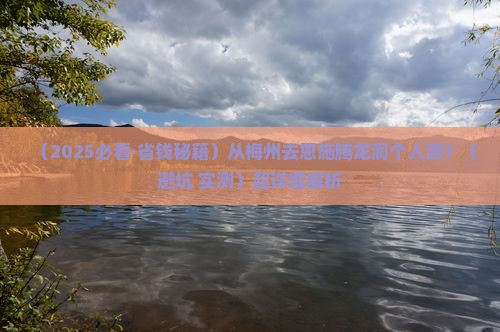 （2025必看 省钱秘籍）从梅州去恩施腾龙洞个人游？（
避坑 实测）超详细解析